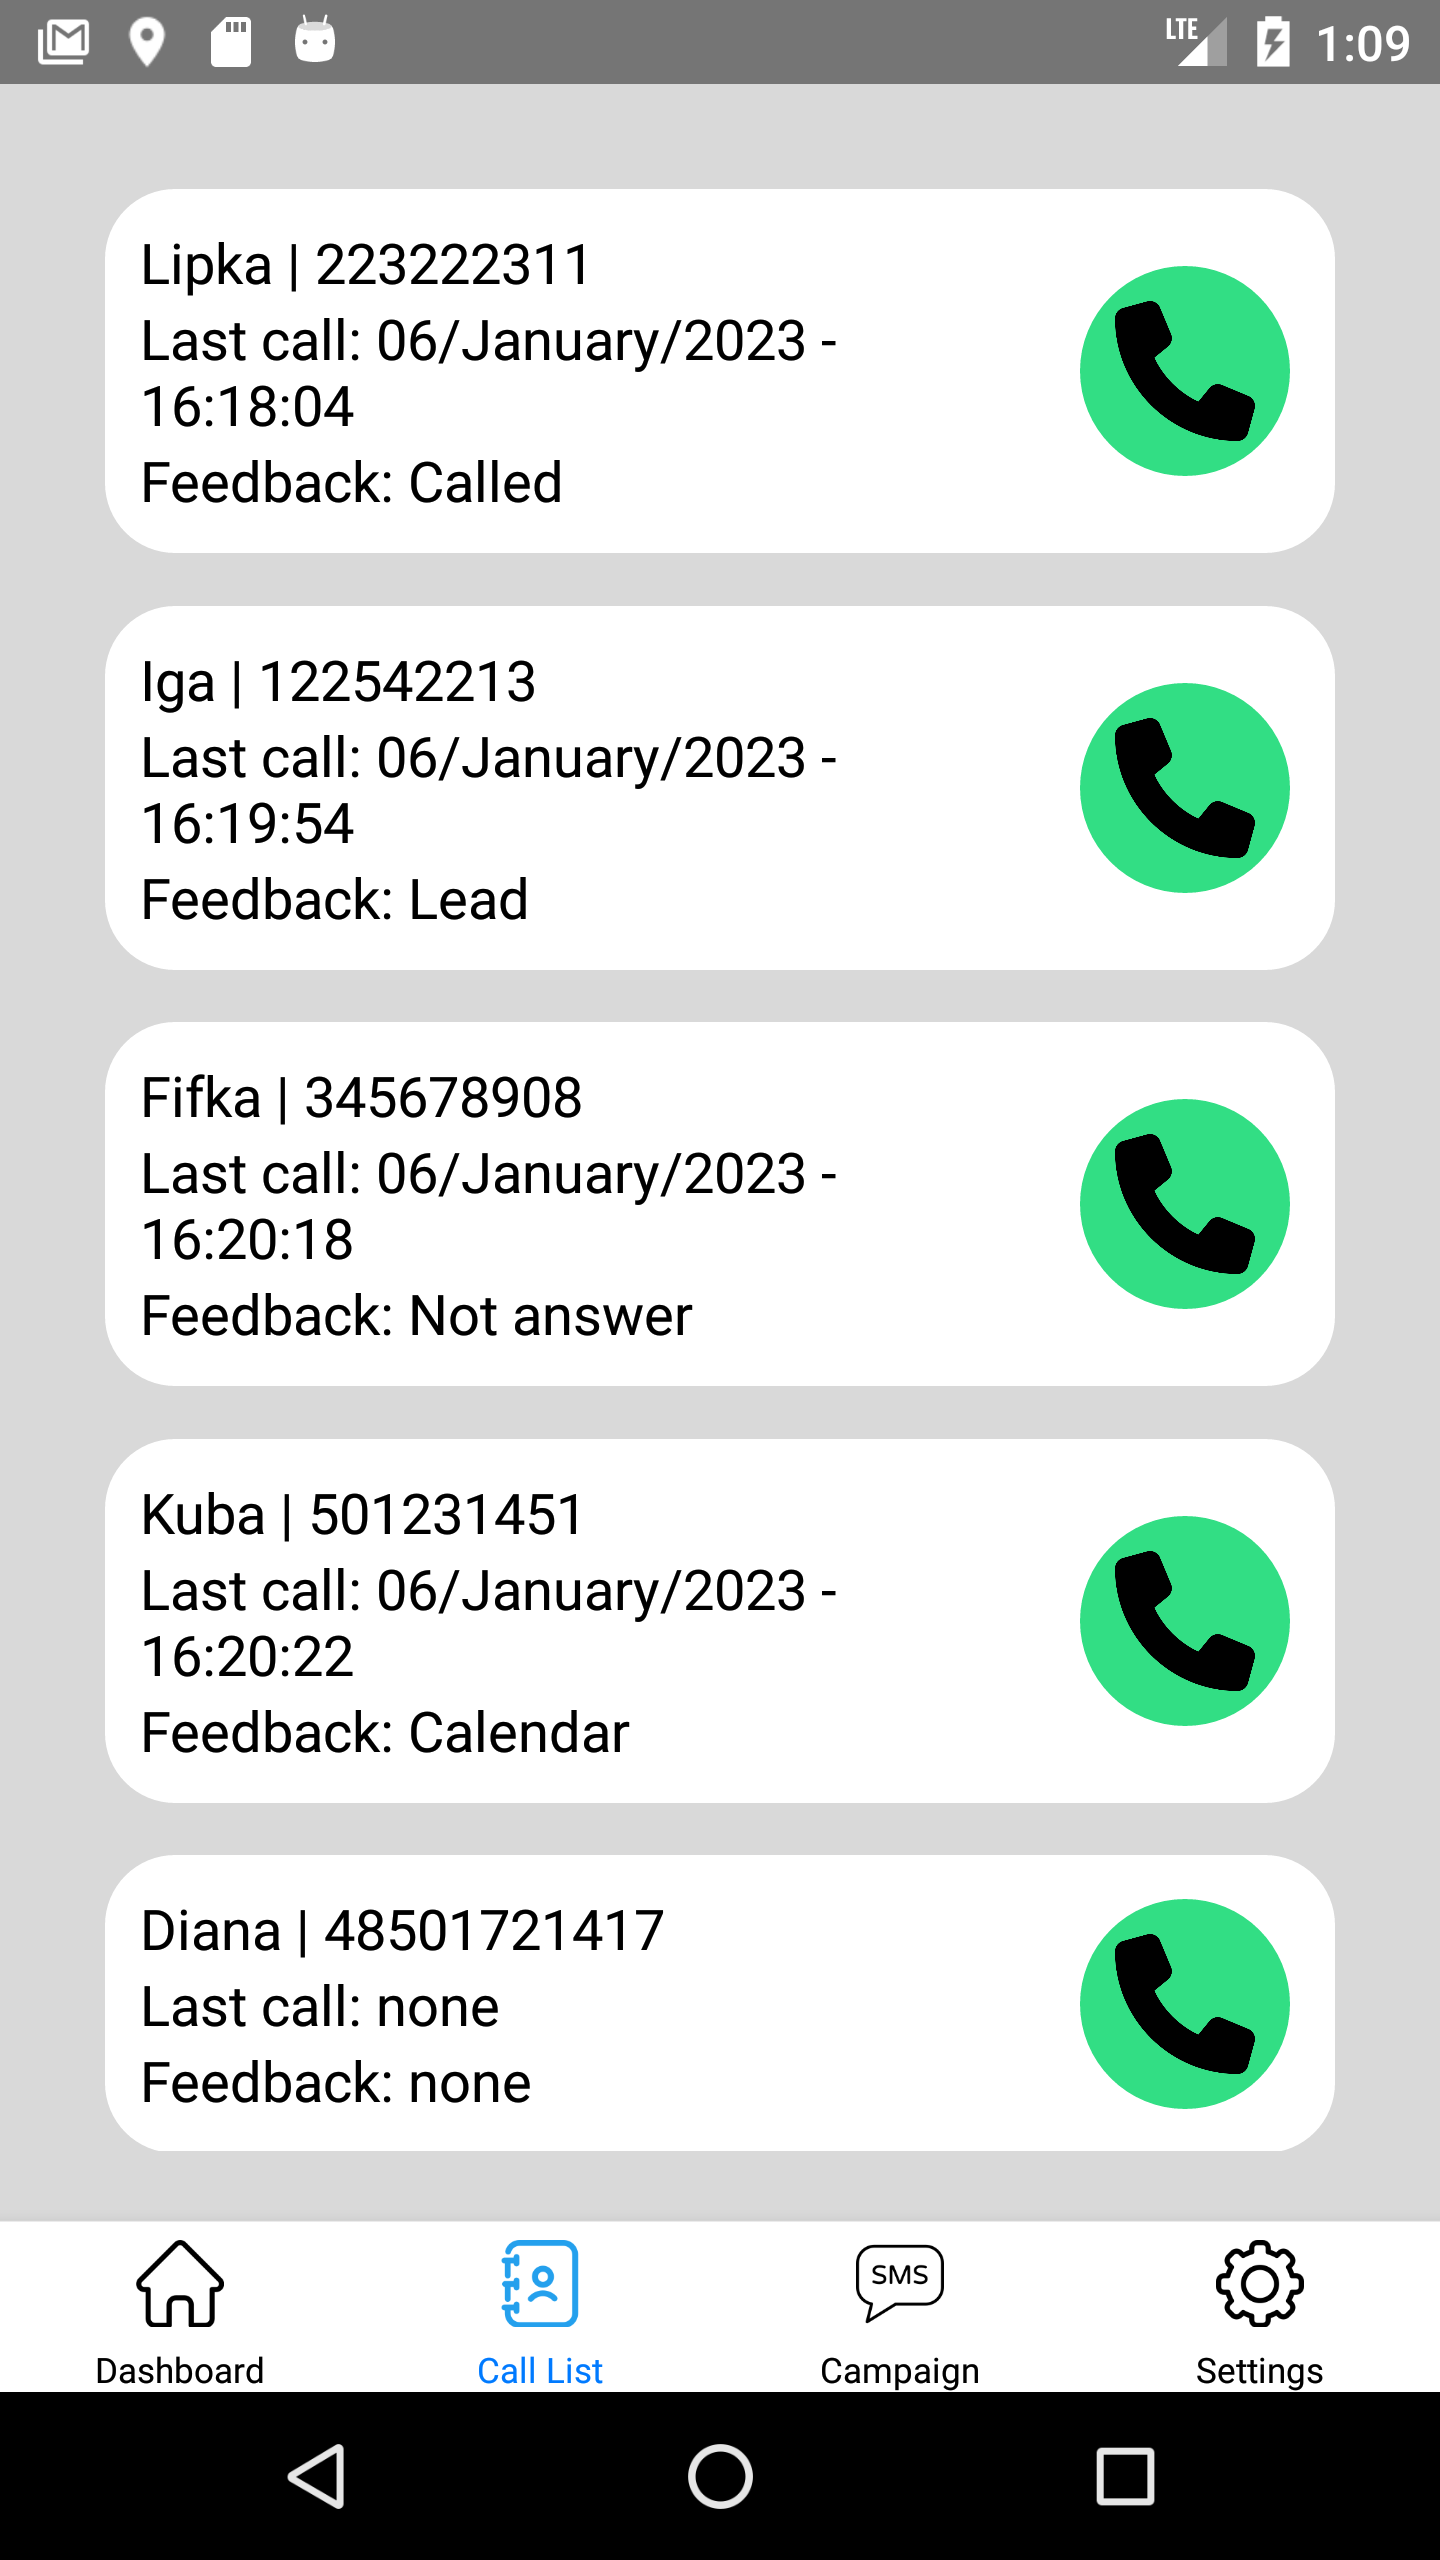 LTE 1:09
Lipka | 223222311
Last call: 06/January/2023 -
16:18:04
Feedback: Called
Iga | 122542213
Last call: 06/January/2023 -
16:19:54
Feedback: Lead
Fifka | 345678908
Last call: 06/January/2023 -
16:20:18
Feedback: Not answer
Kuba | 501231451
Last call: 06/January/2023 -
16:20:22
Feedback: Calendar
Diana | 48501721417
Last call: none
Feedback: none
SMS
Dashboard Call List Campaign Settings